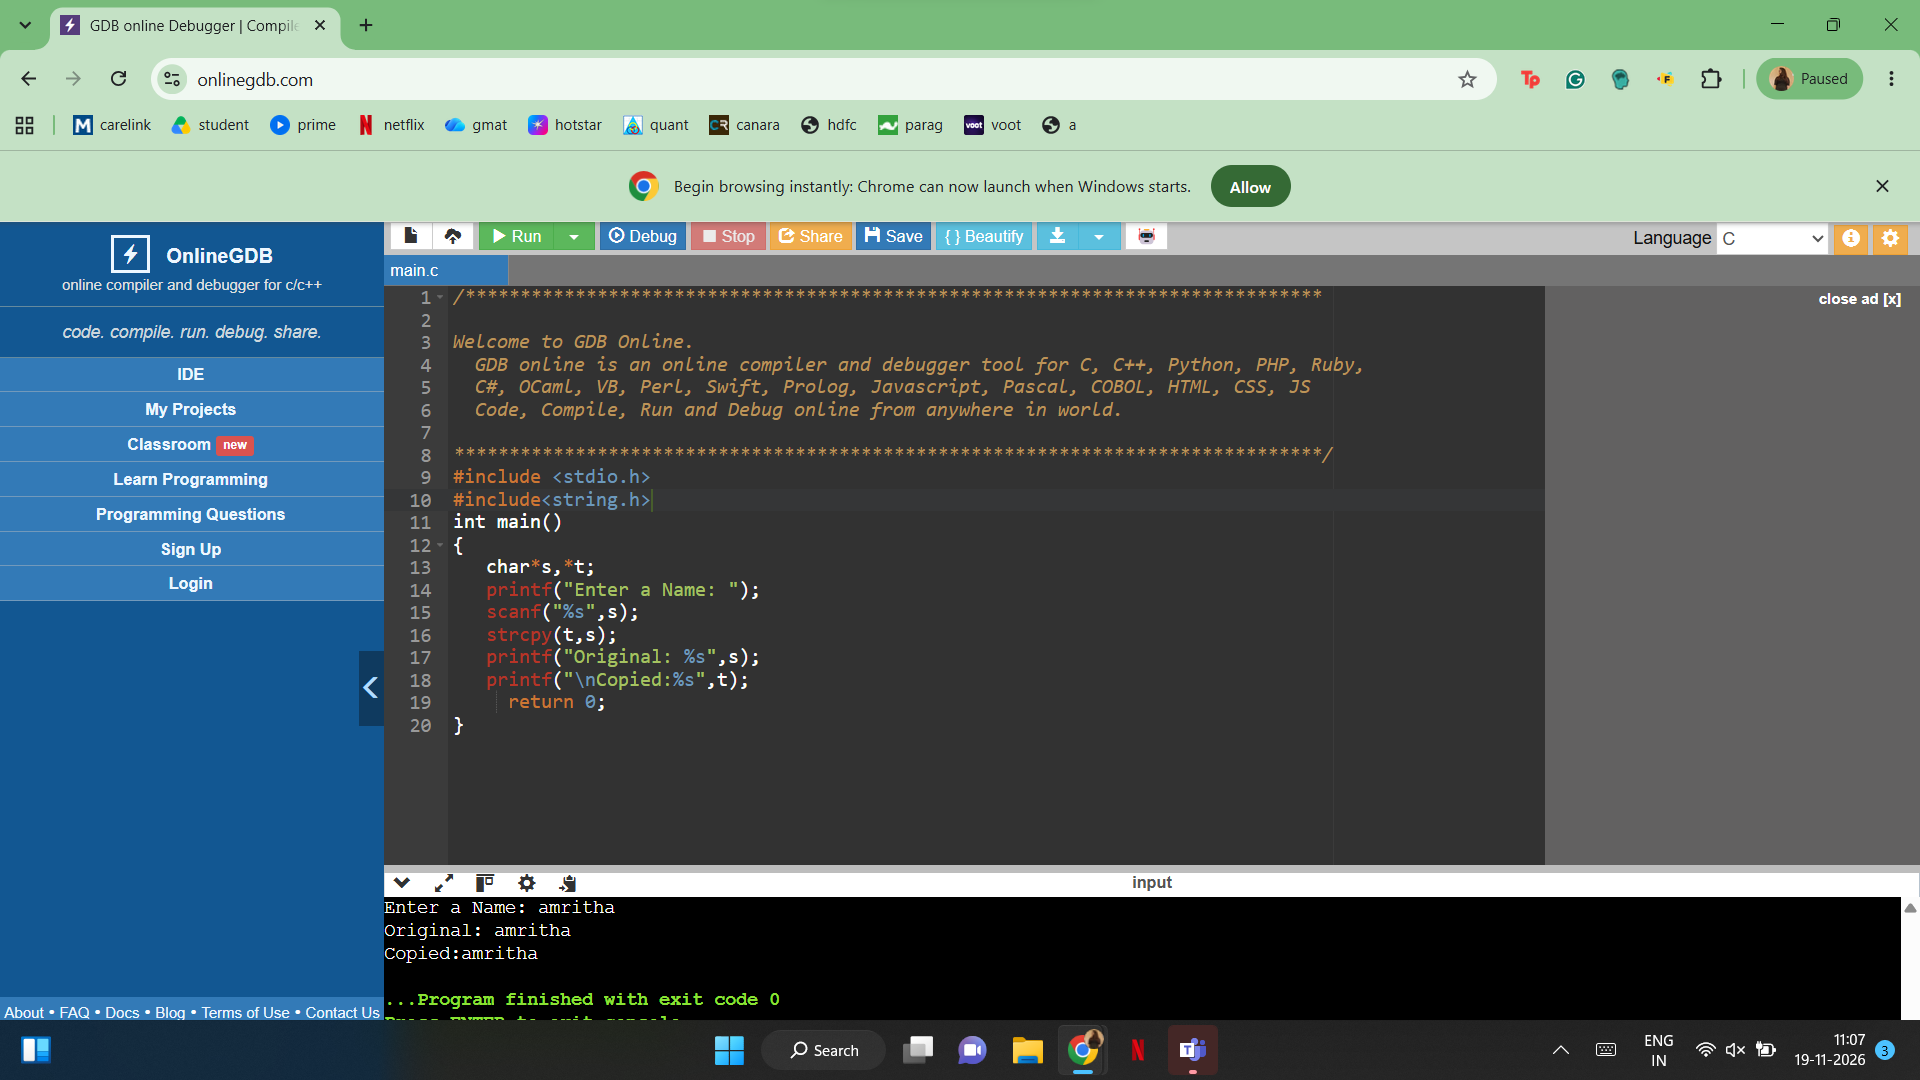 GDB online Debugger | Compile
onlinegdb.com
Paused
carelink student prime netflix gmat hotstar quant canara hdfc parag voot a
Begin browsing instantly: Chrome can now launch when Windows starts. Allow
OnlineGDB
online compiler and debugger for c/c++
code. compile. run. debug. share.
IDE
My Projects
Classroom new
Learn Programming
Programming Questions
Sign Up
Login
About • FAQ • Docs • Blog • Terms of Use • Contact Us
Run Debug Stop Share Save { } Beautify Language C
main.c
close ad [x]
1 /******************************************************************************
2
3 Welcome to GDB Online.
4 GDB online is an online compiler and debugger tool for C, C++, Python, PHP, Ruby,
5 C#, OCaml, VB, Perl, Swift, Prolog, Javascript, Pascal, COBOL, HTML, CSS, JS
6 Code, Compile, Run and Debug online from anywhere in world.
7
8 *******************************************************************************/
9 #include <stdio.h>
10 #include<string.h>
11 int main()
12 {
13 char*s,*t;
14 printf("Enter a Name: ");
15 scanf("%s",s);
16 strcpy(t,s);
17 printf("Original: %s",s);
18 printf("\nCopied:%s",t);
19 return 0;
20 }
input
Enter a Name: amritha
Original: amritha
Copied:amritha
...Program finished with exit code 0
Press ENTER to exit console.
Search
ENG
IN
11:07
19-11-2026
3